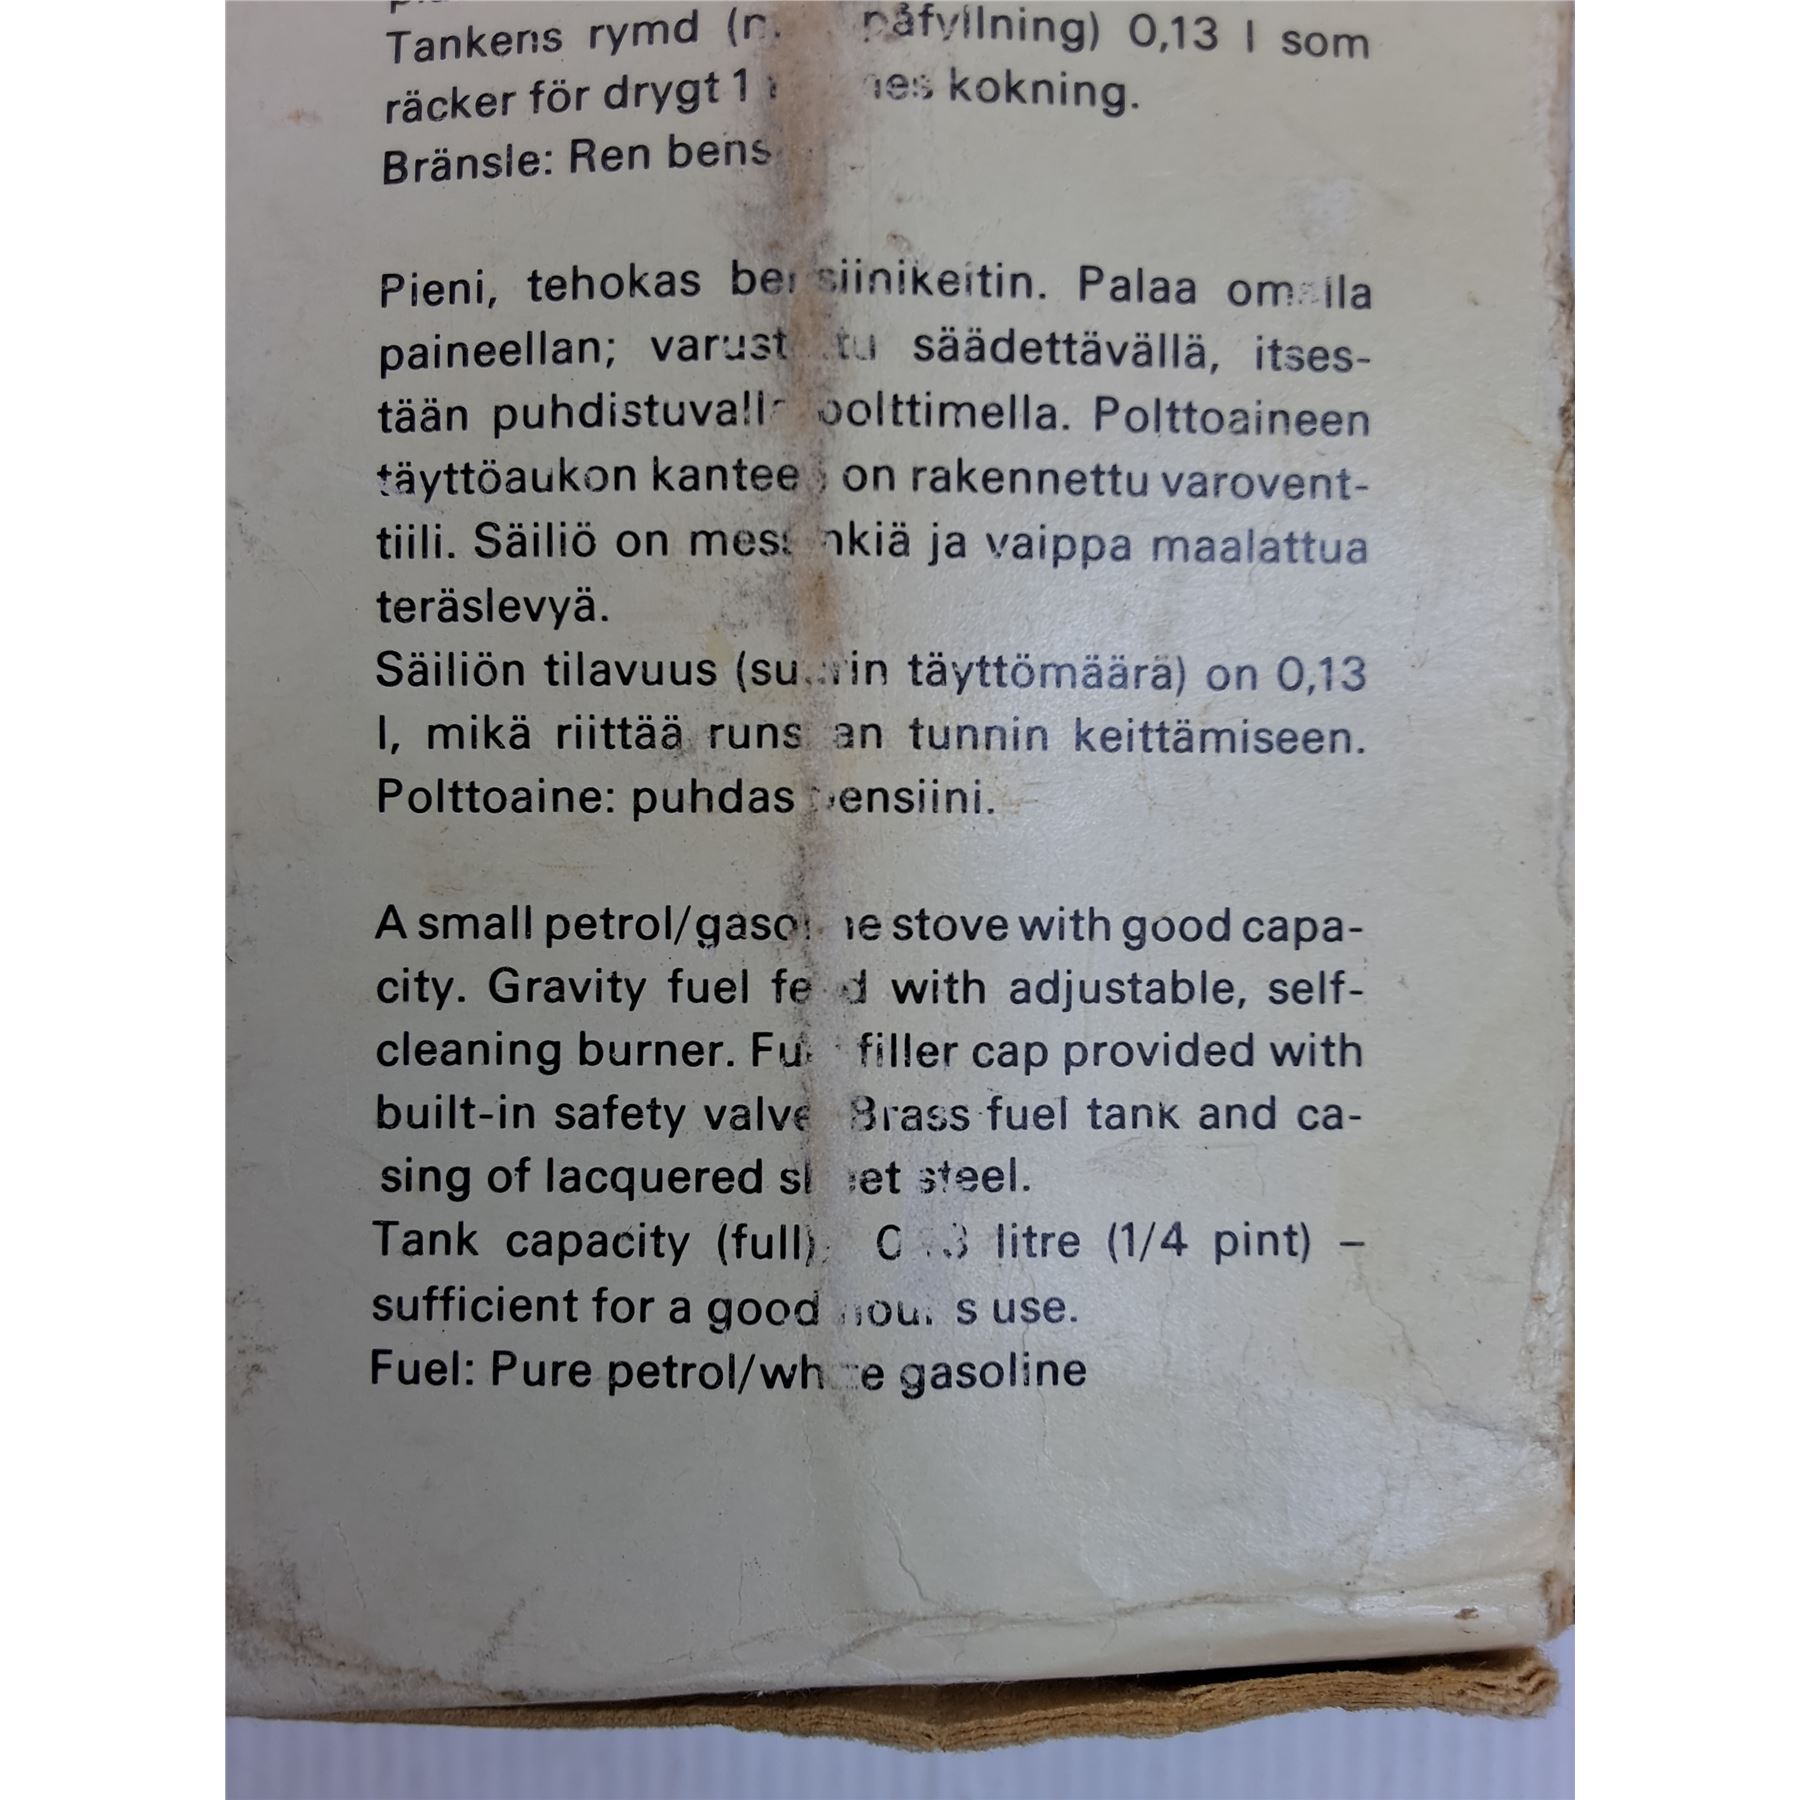 Tankens rymd påfyllning) 0,13 l som
räcker för drygt 1 kokning.
Bränsle: Ren
Pieni, tehokas bensiinikeitin. Palaa omalla
paineellan; varustettu säädettävällä, itses-
tään puhdistuvalla polttimella. Polttoaineen
täyttöaukon kanteen on rakennettu varovent-
tiili. Säiliö on messinkiä ja vaippa maalattua
teräslevyä.
Säiliön tilavuus (suurin täyttömäärä) on 0,13
l, mikä riittää runsaan tunnin keittämiseen.
Polttoaine: puhdas bensiini.
A small petrol/gasoline stove with good capa-
city. Gravity fuel feed with adjustable, self-
cleaning burner. Fuel filler cap provided with
built-in safety valve. Brass fuel tank and ca-
sing of lacquered sheet steel.
Tank capacity (full): 0.13 litre (1/4 pint) –
sufficient for a good hour's use.
Fuel: Pure petrol/white gasoline